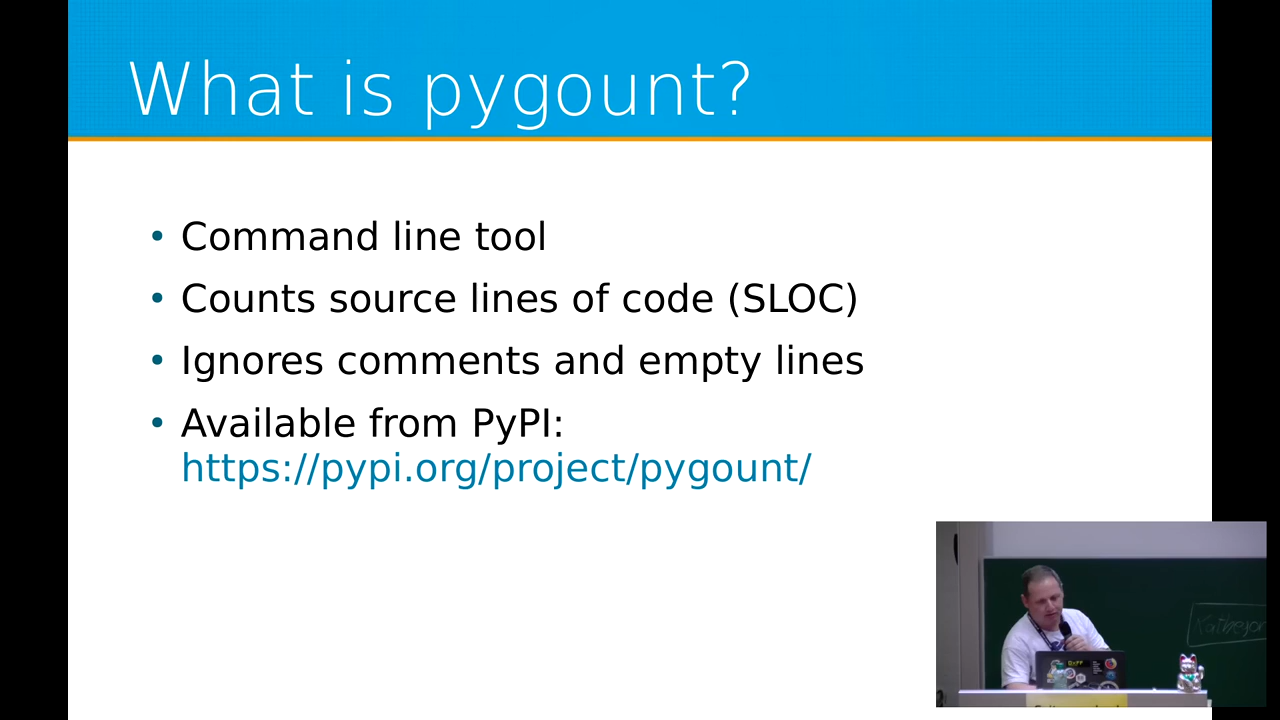 What is pygount?
• Command line tool
• Counts source lines of code (SLOC)
• Ignores comments and empty lines
• Available from PyPI:
https://pypi.org/project/pygount/